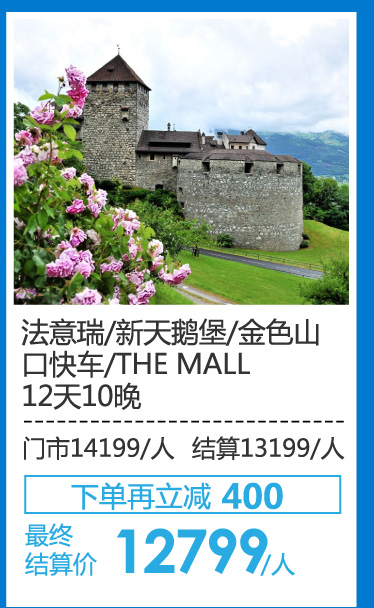 法意瑞/新天鹅堡/金色山
口快车/THE MALL
12天10晚
门市14199/人 结算13199/人
下单再立减 400
最终
结算价 12799/人